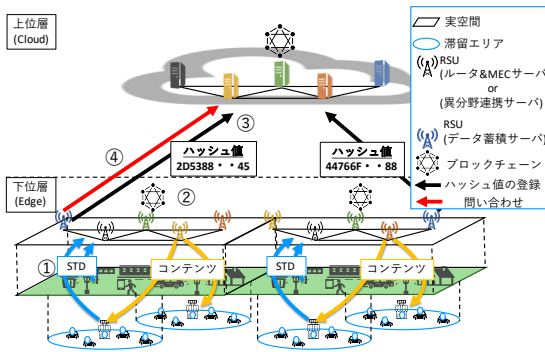 上位層
(Cloud)
③
④
ハッシュ値
2D5388・・45
ハッシュ値
44766F・・88
下位層
(Edge)
②
①
STD
コンテンツ
STD
コンテンツ
実空間
滞留エリア
RSU
(ルータ&MECサーバ)
or
(異分野連携サーバ)
RSU
(データ蓄積サーバ)
ブロックチェーン
ハッシュ値の登録
問い合わせ